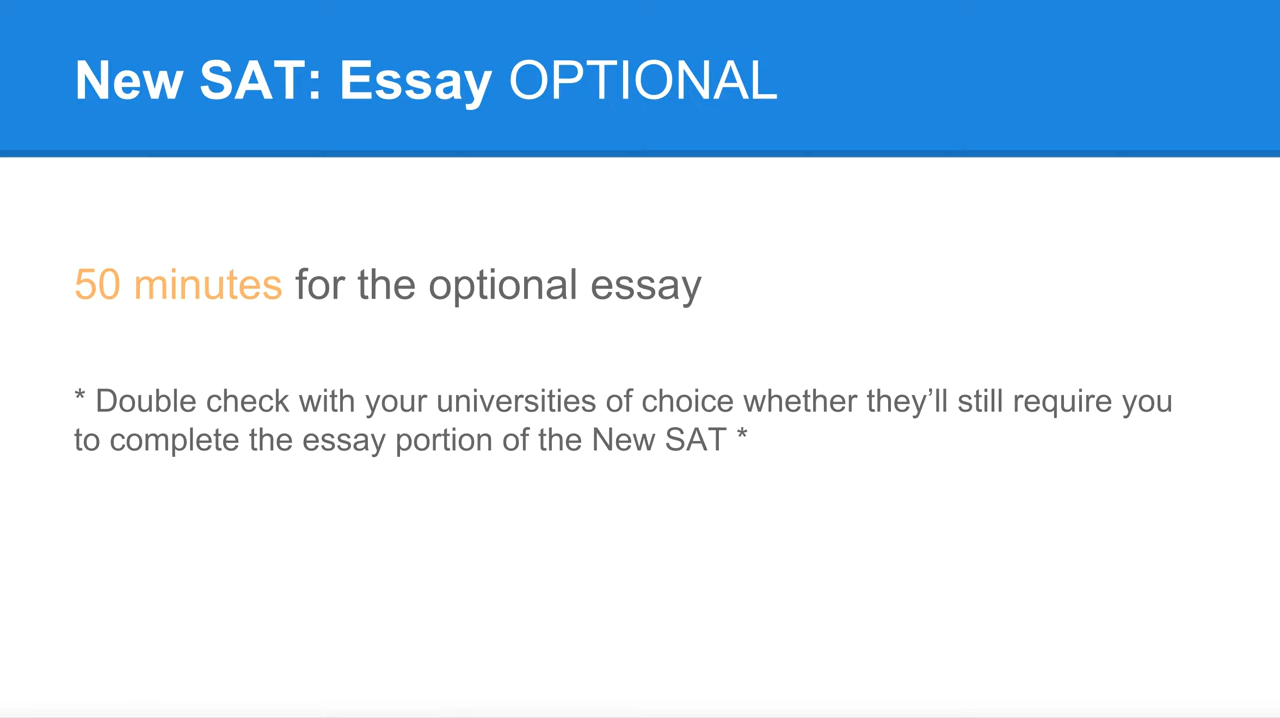 New SAT: Essay OPTIONAL
50 minutes for the optional essay
* Double check with your universities of choice whether they’ll still require you
to complete the essay portion of the New SAT *